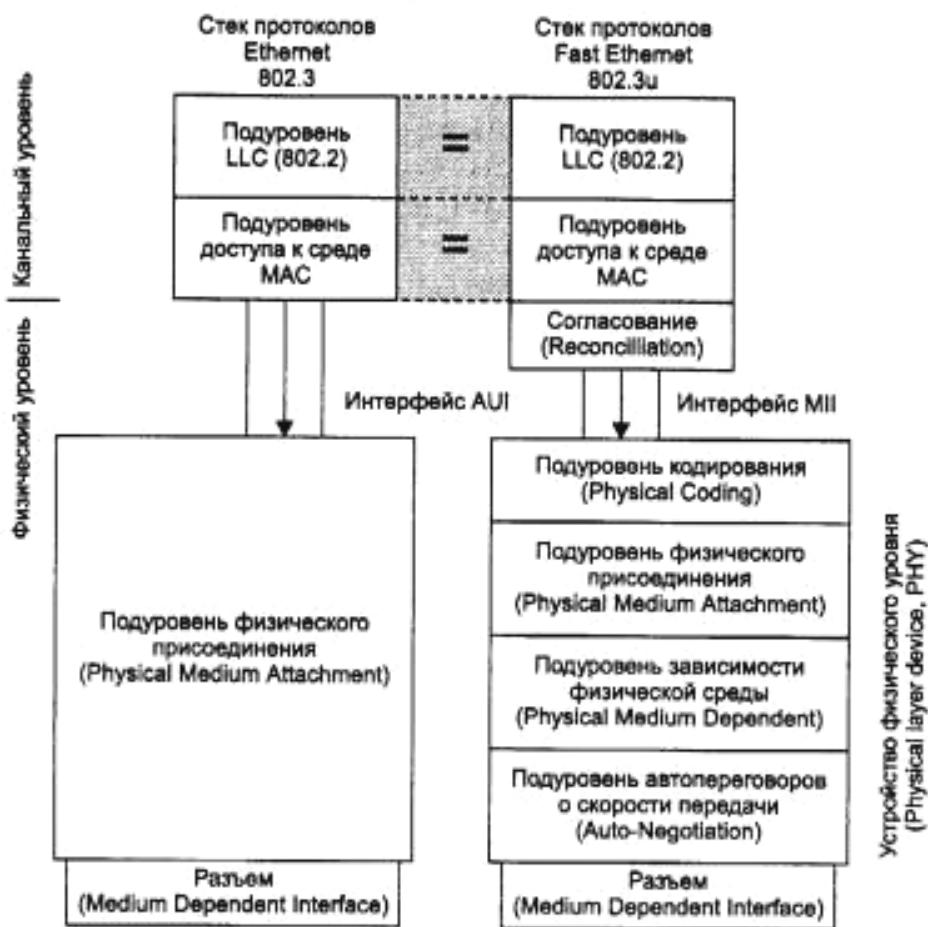 Стек протоколов
Ethernet
802.3
Стек протоколов
Fast Ethernet
802.3u
Канальный уровень
Подуровень
LLC (802.2)
=
Подуровень
LLC (802.2)
Подуровень
доступа к среде
MAC
=
Подуровень
доступа к среде
MAC
Физический уровень
Согласование
(Reconcilliation)
Интерфейс AUI
Интерфейс MII
Подуровень физического
присоединения
(Physical Medium Attachment)
Подуровень кодирования
(Physical Coding)
Подуровень физического
присоединения
(Physical Medium Attachment)
Подуровень зависимости
физической среды
(Physical Medium Dependent)
Подуровень автопереговоров
о скорости передачи
(Auto-Negotiation)
Устройство физического уровня
(Physical layer device, PHY)
Разъем
(Medium Dependent Interface)
Разъем
(Medium Dependent Interface)